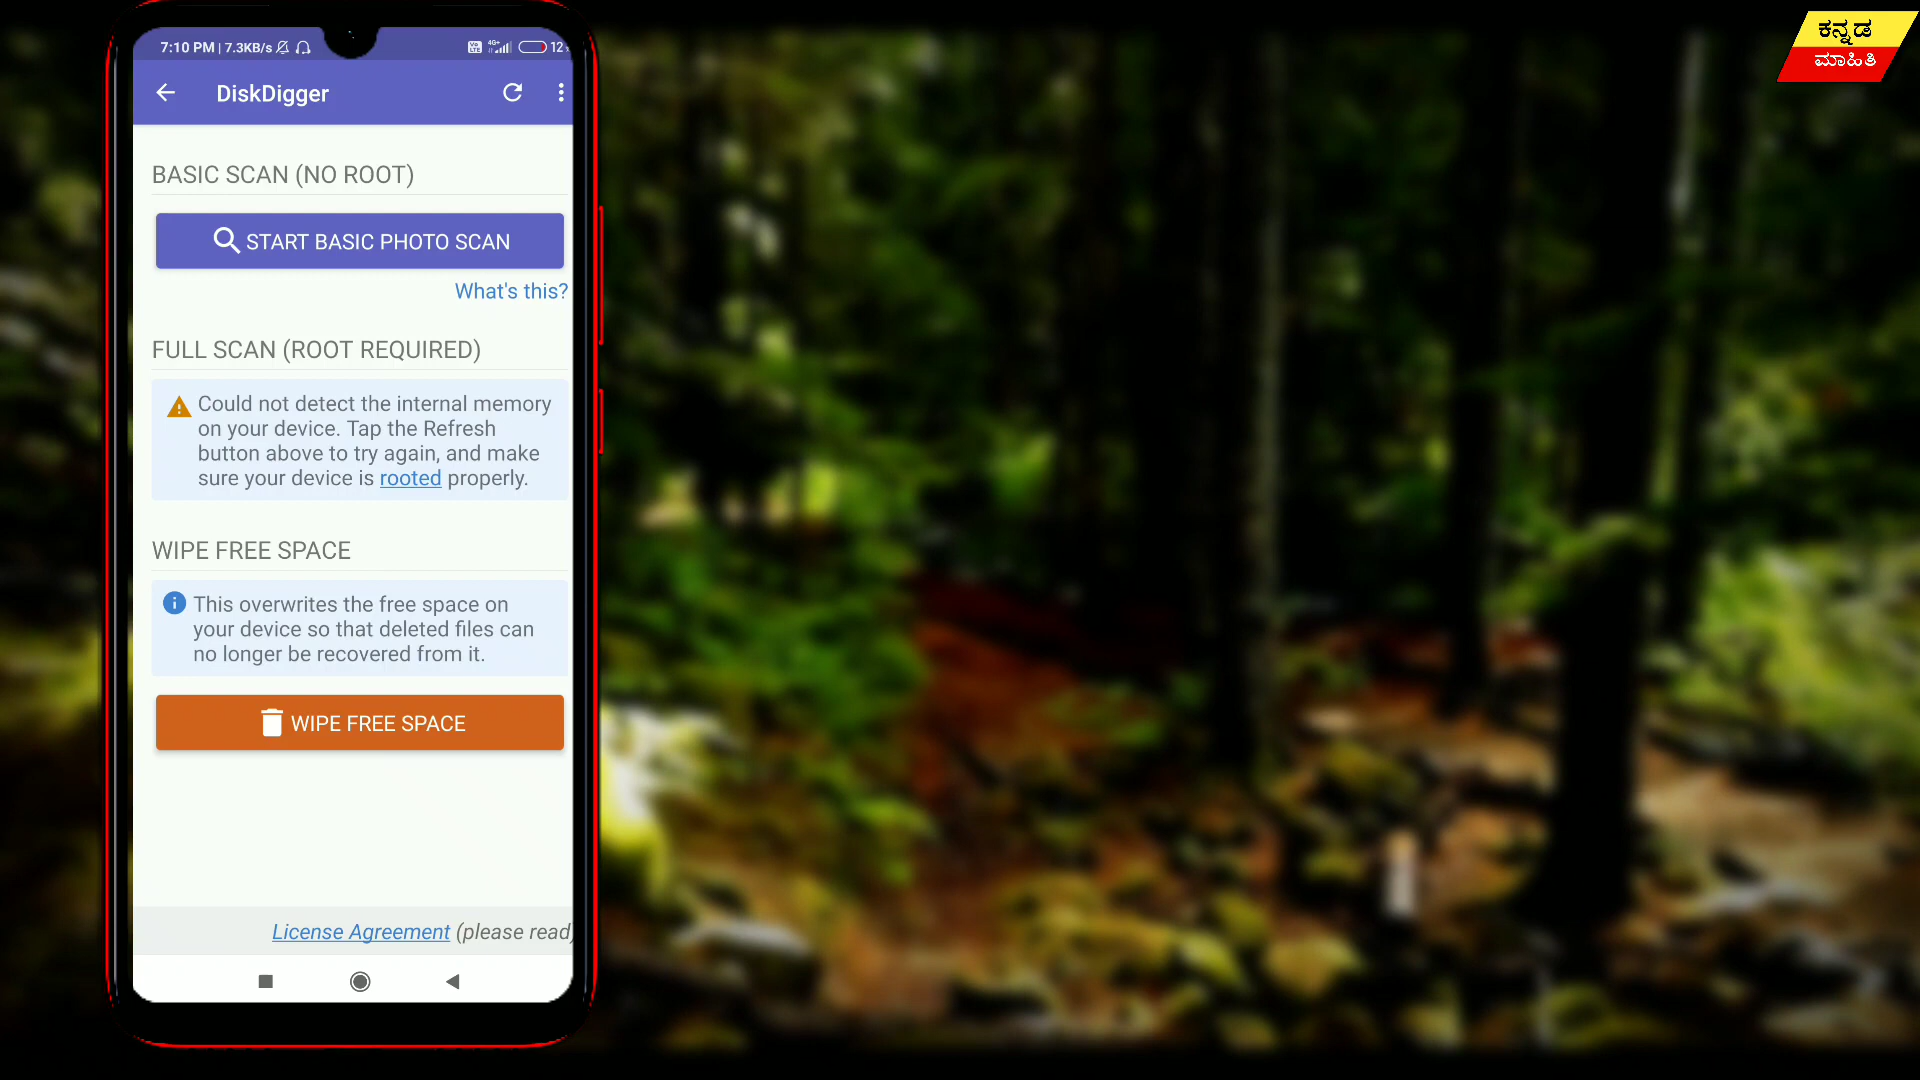 7:10 PM | 7.3KB/s
DiskDigger
BASIC SCAN (NO ROOT)
START BASIC PHOTO SCAN
What's this?
FULL SCAN (ROOT REQUIRED)
Could not detect the internal memory
on your device. Tap the Refresh
button above to try again, and make
sure your device is rooted properly.
WIPE FREE SPACE
This overwrites the free space on
your device so that deleted files can
no longer be recovered from it.
WIPE FREE SPACE
License Agreement (please read)
ಕನ್ನಡ
ಮಾಹಿತಿ